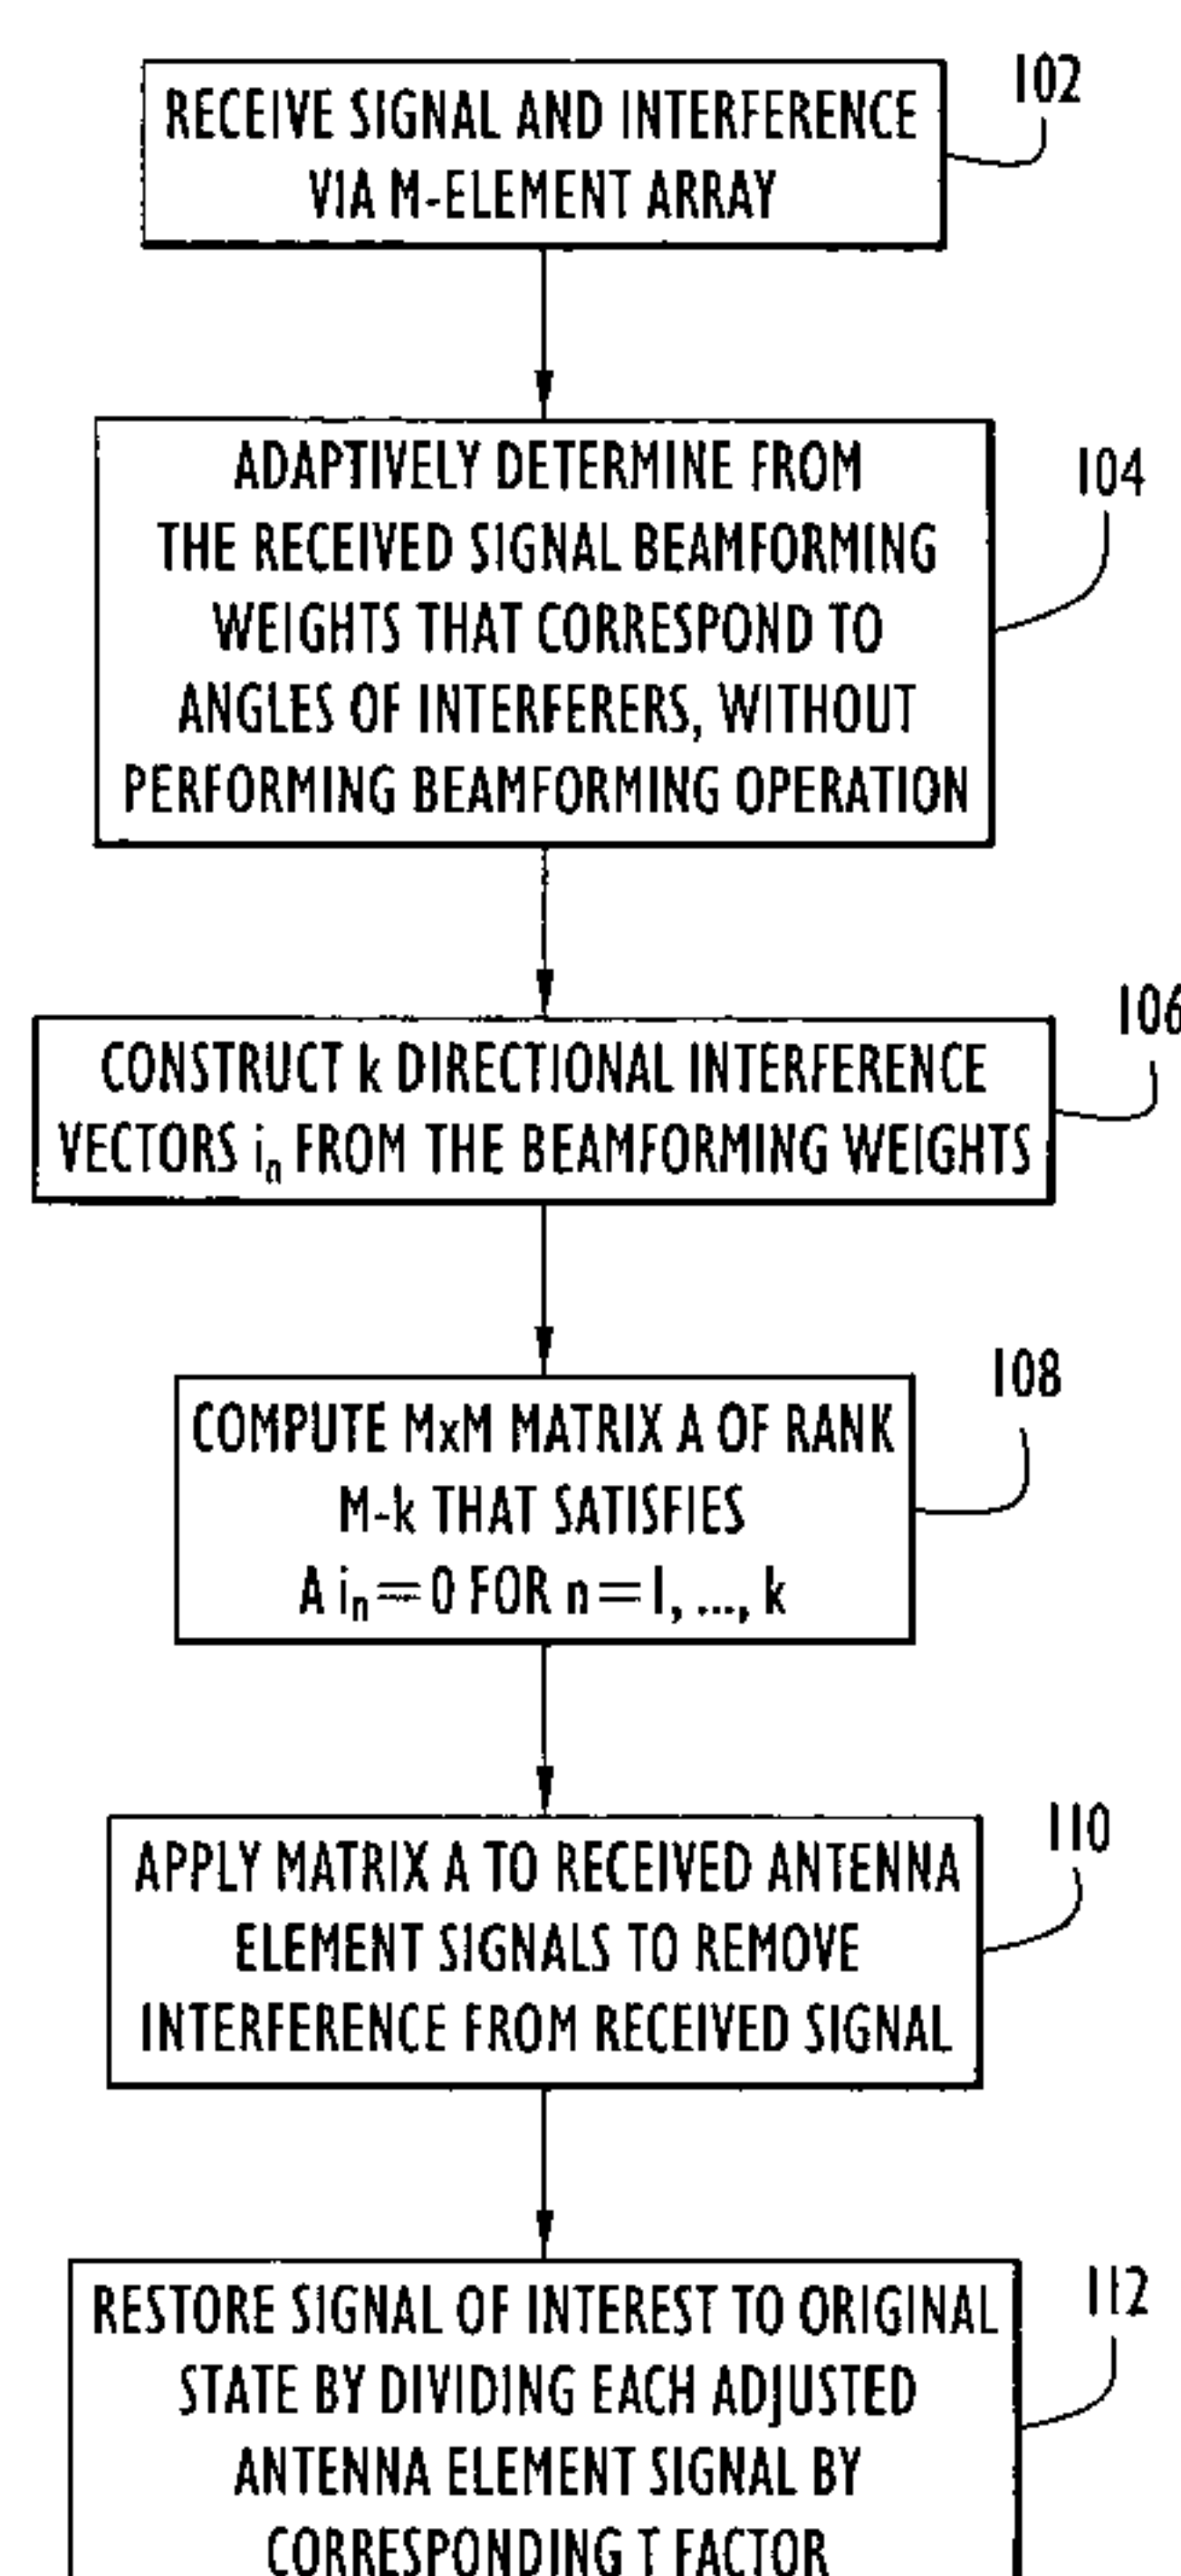 102
RECEIVE SIGNAL AND INTERFERENCE
VIA M-ELEMENT ARRAY
104
ADAPTIVELY DETERMINE FROM
THE RECEIVED SIGNAL BEAMFORMING
WEIGHTS THAT CORRESPOND TO
ANGLES OF INTERFERERS, WITHOUT
PERFORMING BEAMFORMING OPERATION
106
CONSTRUCT k DIRECTIONAL INTERFERENCE
VECTORS iₙ FROM THE BEAMFORMING WEIGHTS
108
COMPUTE MxM MATRIX A OF RANK
M-k THAT SATISFIES
A iₙ = 0 FOR n = 1, ..., k
110
APPLY MATRIX A TO RECEIVED ANTENNA
ELEMENT SIGNALS TO REMOVE
INTERFERENCE FROM RECEIVED SIGNAL
112
RESTORE SIGNAL OF INTEREST TO ORIGINAL
STATE BY DIVIDING EACH ADJUSTED
ANTENNA ELEMENT SIGNAL BY
CORRESPONDING T FACTOR